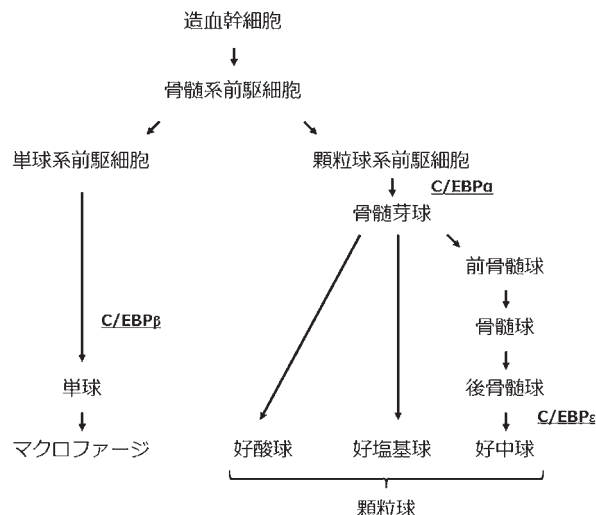 造血幹細胞
骨髄系前駆細胞
単球系前駆細胞
顆粒球系前駆細胞
C/EBPα
骨髄芽球
前骨髄球
骨髄球
C/EBPβ
単球
後骨髄球
C/EBPε
マクロファージ
好酸球
好塩基球
好中球
顆粒球